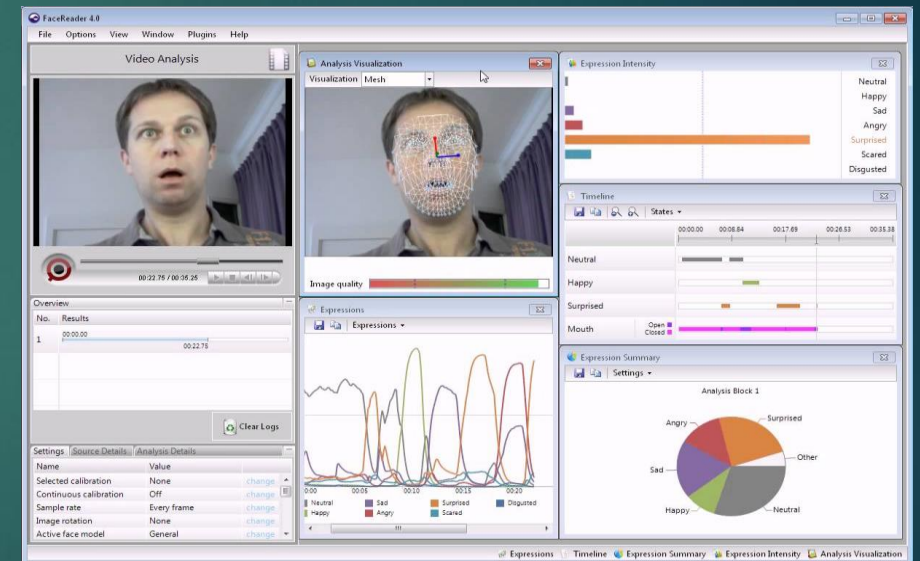 FaceReader 4.0
File Options View Window Plugins Help
Video Analysis
00:22.75 / 00:35.25
Overview
No. Results
1 00:00.00
00:22.75
Clear Logs
Settings Source Details Analysis Details
Name Value
Selected calibration None change
Continuous calibration Off change
Sample rate Every frame change
Image rotation None change
Active face model General change
Analysis Visualization
Visualization Mesh
Image quality
Expressions
Expressions
0:00 00:05 00:10 00:15 00:20
Neutral Sad Surprised Disgusted
Happy Angry Scared
Expression Intensity
Neutral
Happy
Sad
Angry
Surprised
Scared
Disgusted
Timeline
States
00:00.00 00:08.84 00:17.69 00:26.53 00:35.38
Neutral
Happy
Surprised
Mouth Open
Closed
Expression Summary
Settings
Analysis Block 1
Angry
Surprised
Other
Sad
Happy
Neutral
Expressions Timeline Expression Summary Expression Intensity Analysis Visualization